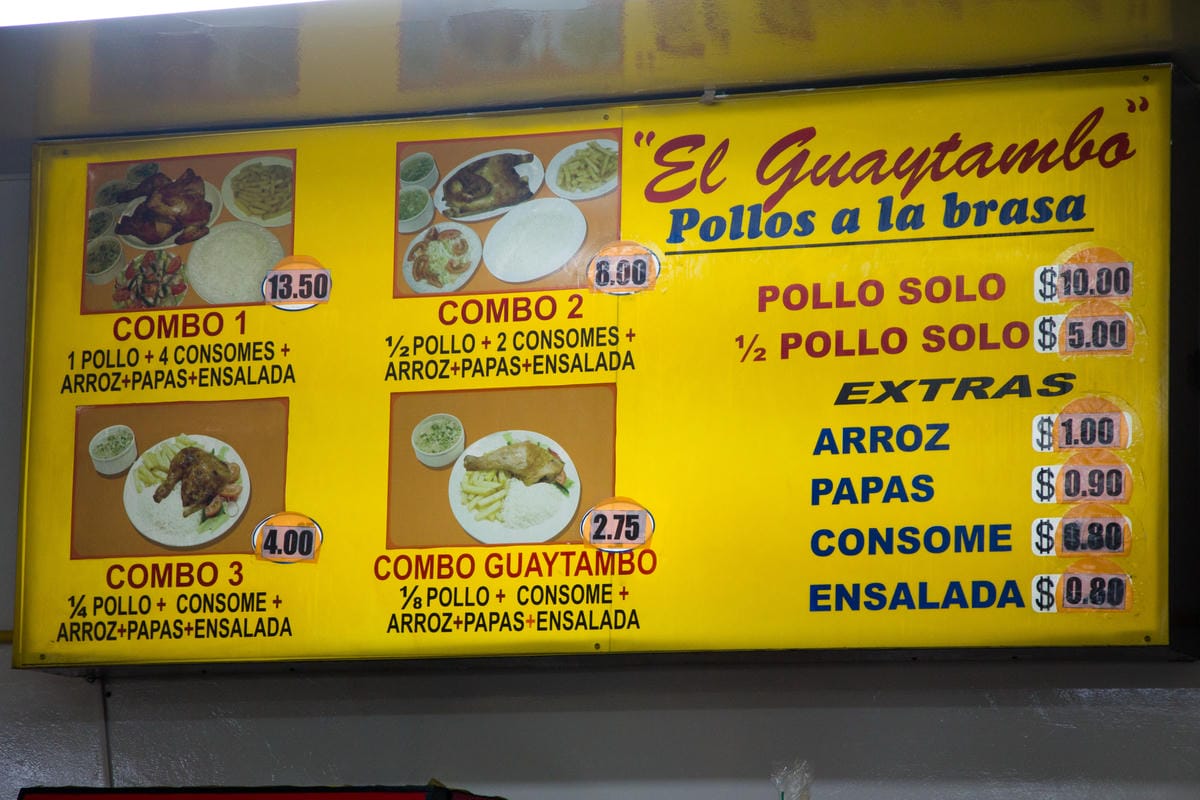 "El Guaytambo"
Pollos a la brasa
13.50
COMBO 1
1 POLLO + 4 CONSOMES +
ARROZ+PAPAS+ENSALADA
8.00
COMBO 2
½ POLLO + 2 CONSOMES +
ARROZ+PAPAS+ENSALADA
4.00
COMBO 3
¼ POLLO + CONSOME +
ARROZ+PAPAS+ENSALADA
2.75
COMBO GUAYTAMBO
⅛ POLLO + CONSOME +
ARROZ+PAPAS+ENSALADA
POLLO SOLO $10.00
½ POLLO SOLO $ 5.00
EXTRAS
ARROZ $ 1.00
PAPAS $ 0.90
CONSOME $ 0.80
ENSALADA $ 0.80